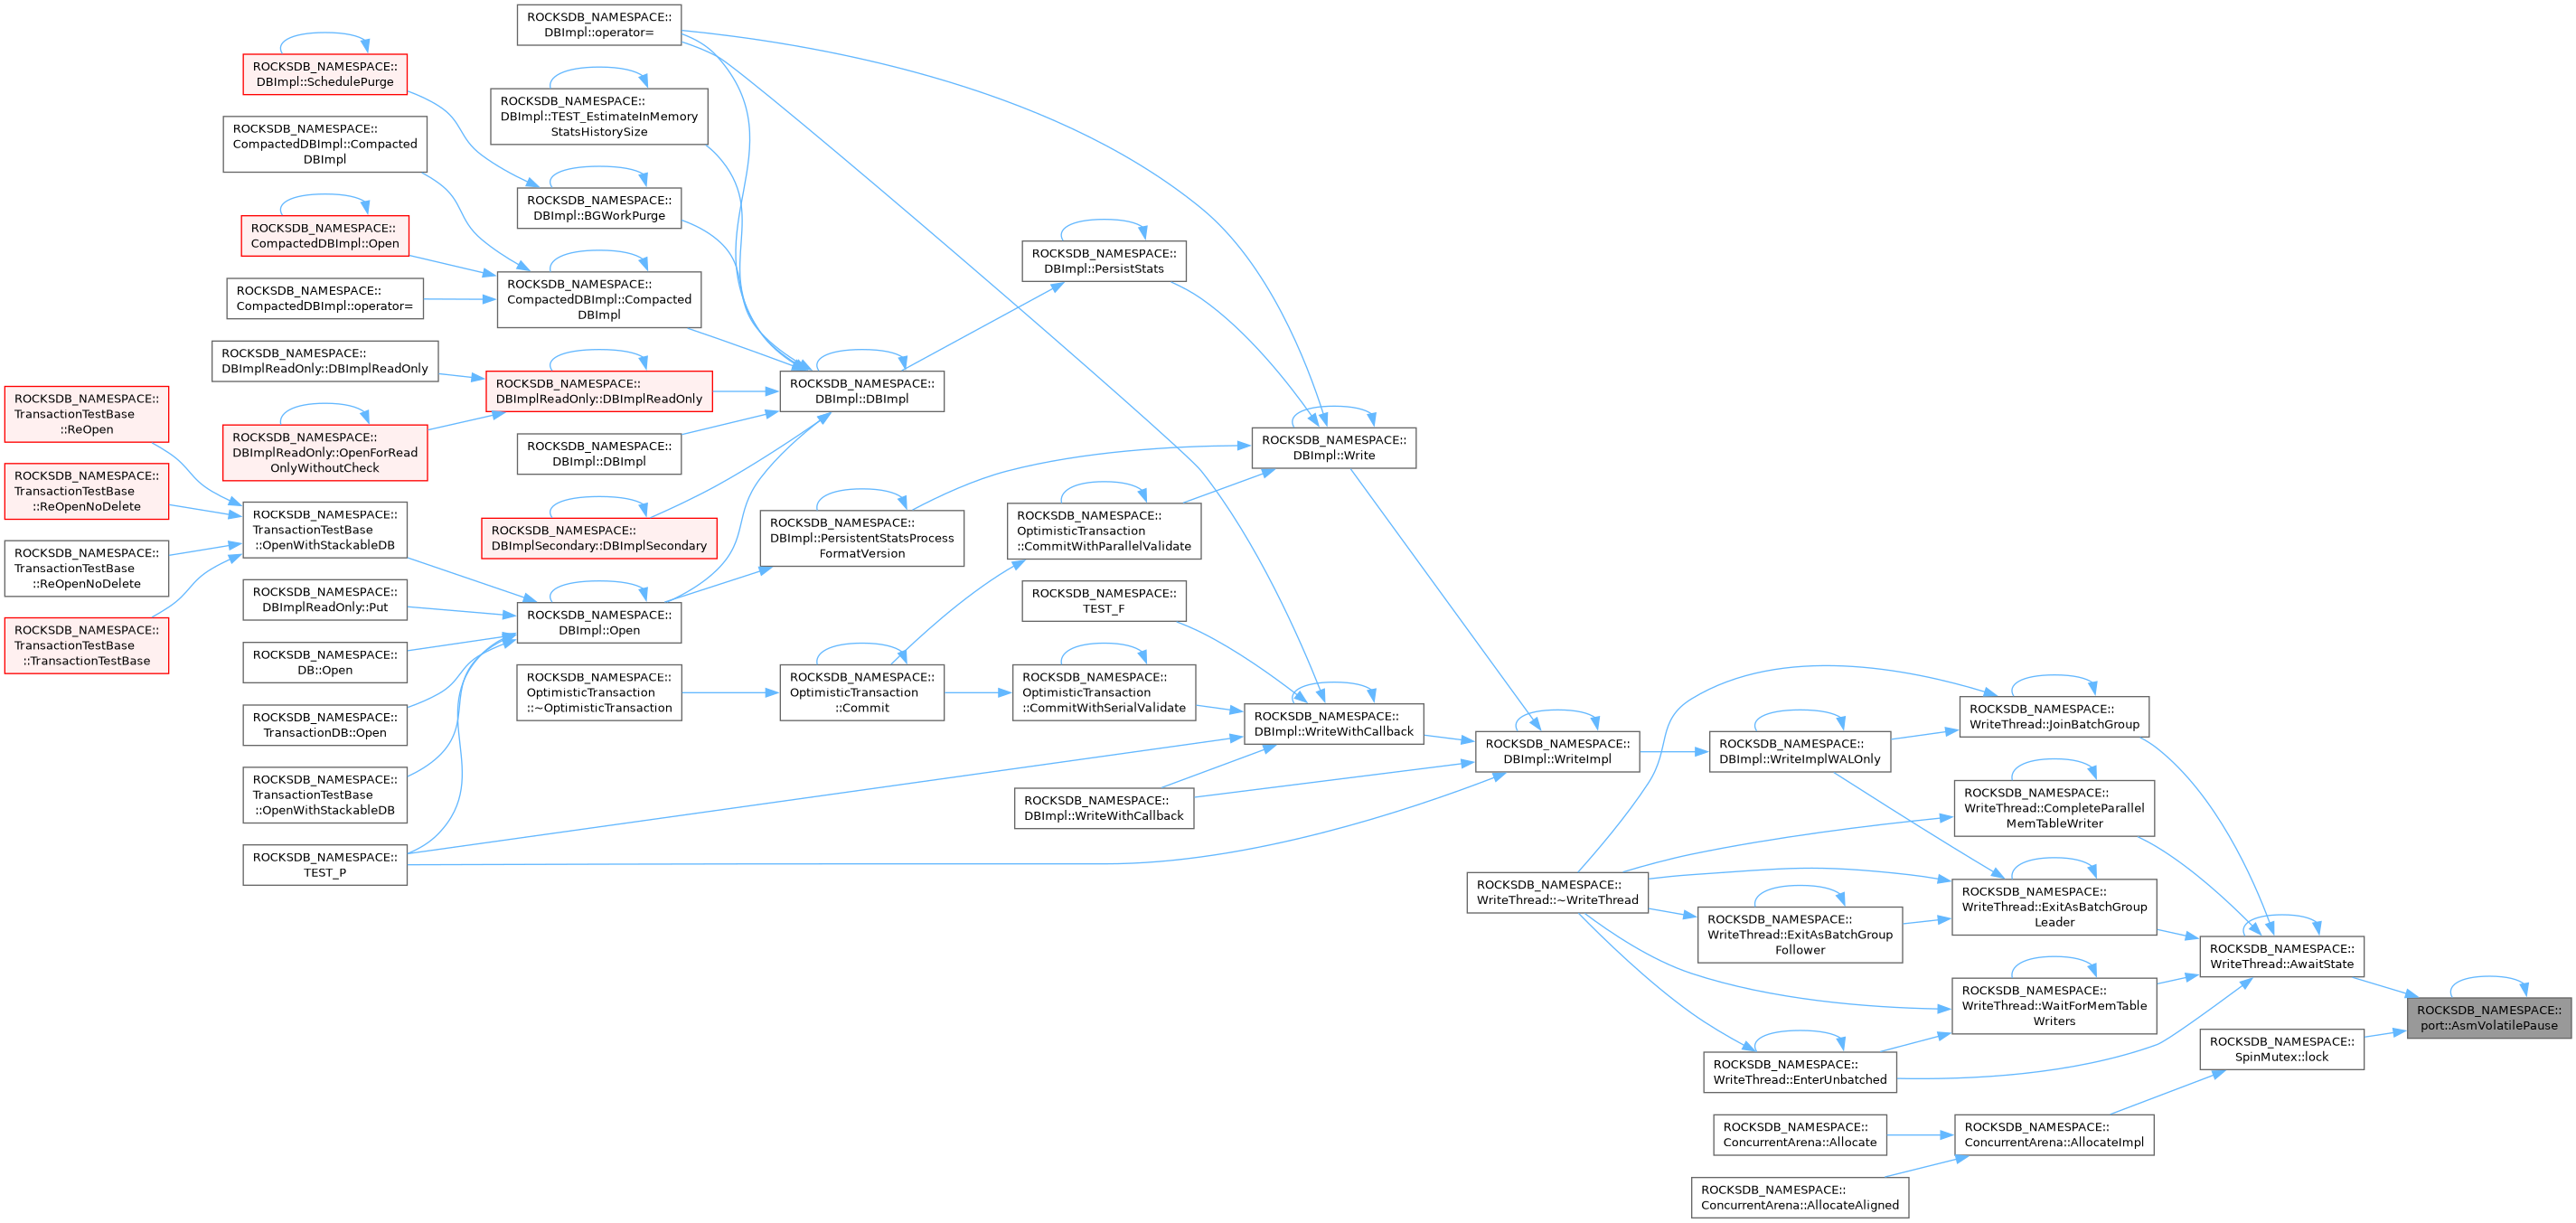 ROCKSDB_NAMESPACE::
DBImpl::operator=
ROCKSDB_NAMESPACE::
DBImpl::SchedulePurge
ROCKSDB_NAMESPACE::
DBImpl::TEST_EstimateInMemory
StatsHistorySize
ROCKSDB_NAMESPACE::
CompactedDBImpl::Compacted
DBImpl
ROCKSDB_NAMESPACE::
DBImpl::BGWorkPurge
ROCKSDB_NAMESPACE::
CompactedDBImpl::Open
ROCKSDB_NAMESPACE::
DBImpl::PersistStats
ROCKSDB_NAMESPACE::
CompactedDBImpl::operator=
ROCKSDB_NAMESPACE::
CompactedDBImpl::Compacted
DBImpl
ROCKSDB_NAMESPACE::
DBImplReadOnly::DBImplReadOnly
ROCKSDB_NAMESPACE::
DBImplReadOnly::DBImplReadOnly
ROCKSDB_NAMESPACE::
DBImpl::DBImpl
ROCKSDB_NAMESPACE::
TransactionTestBase
::ReOpen
ROCKSDB_NAMESPACE::
DBImplReadOnly::OpenForRead
OnlyWithoutCheck
ROCKSDB_NAMESPACE::
DBImpl::DBImpl
ROCKSDB_NAMESPACE::
DBImpl::Write
ROCKSDB_NAMESPACE::
TransactionTestBase
::ReOpenNoDelete
ROCKSDB_NAMESPACE::
TransactionTestBase
::OpenWithStackableDB
ROCKSDB_NAMESPACE::
DBImplSecondary::DBImplSecondary
ROCKSDB_NAMESPACE::
DBImpl::PersistentStatsProcess
FormatVersion
ROCKSDB_NAMESPACE::
OptimisticTransaction
::CommitWithParallelValidate
ROCKSDB_NAMESPACE::
TransactionTestBase
::ReOpenNoDelete
ROCKSDB_NAMESPACE::
DBImplReadOnly::Put
ROCKSDB_NAMESPACE::
DBImpl::Open
ROCKSDB_NAMESPACE::
TEST_F
ROCKSDB_NAMESPACE::
TransactionTestBase
::TransactionTestBase
ROCKSDB_NAMESPACE::
DB::Open
ROCKSDB_NAMESPACE::
OptimisticTransaction
::~OptimisticTransaction
ROCKSDB_NAMESPACE::
OptimisticTransaction
::Commit
ROCKSDB_NAMESPACE::
OptimisticTransaction
::CommitWithSerialValidate
ROCKSDB_NAMESPACE::
DBImpl::WriteWithCallback
ROCKSDB_NAMESPACE::
WriteThread::JoinBatchGroup
ROCKSDB_NAMESPACE::
TransactionDB::Open
ROCKSDB_NAMESPACE::
DBImpl::WriteImpl
ROCKSDB_NAMESPACE::
DBImpl::WriteImplWALOnly
ROCKSDB_NAMESPACE::
TransactionTestBase
::OpenWithStackableDB
ROCKSDB_NAMESPACE::
DBImpl::WriteWithCallback
ROCKSDB_NAMESPACE::
WriteThread::CompleteParallel
MemTableWriter
ROCKSDB_NAMESPACE::
TEST_P
ROCKSDB_NAMESPACE::
WriteThread::~WriteThread
ROCKSDB_NAMESPACE::
WriteThread::ExitAsBatchGroup
Follower
ROCKSDB_NAMESPACE::
WriteThread::ExitAsBatchGroup
Leader
ROCKSDB_NAMESPACE::
WriteThread::AwaitState
ROCKSDB_NAMESPACE::
WriteThread::WaitForMemTable
Writers
ROCKSDB_NAMESPACE::
port::AsmVolatilePause
ROCKSDB_NAMESPACE::
SpinMutex::lock
ROCKSDB_NAMESPACE::
WriteThread::EnterUnbatched
ROCKSDB_NAMESPACE::
ConcurrentArena::Allocate
ROCKSDB_NAMESPACE::
ConcurrentArena::AllocateImpl
ROCKSDB_NAMESPACE::
ConcurrentArena::AllocateAligned